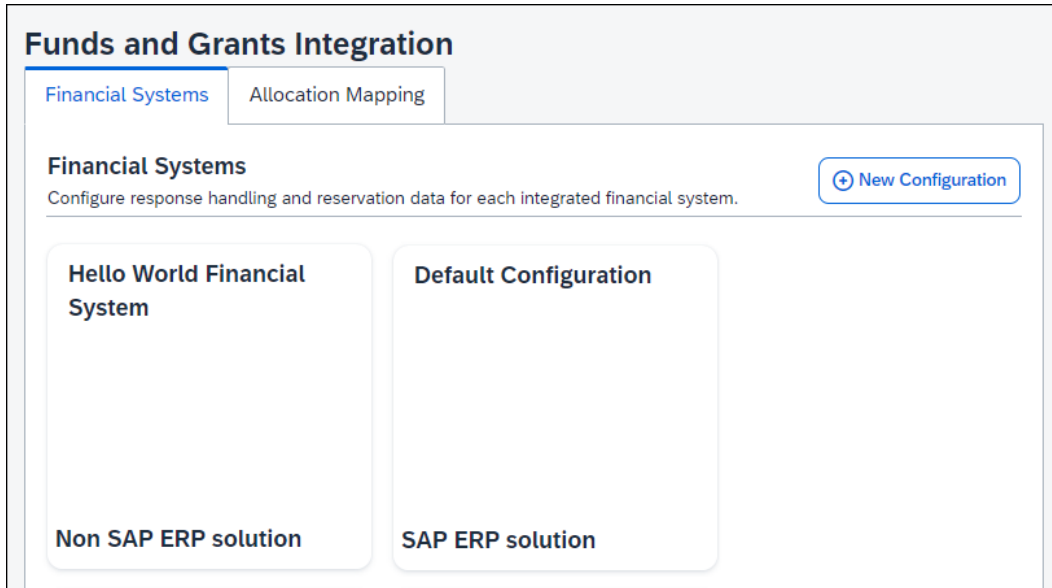 Funds and Grants Integration
Financial Systems
Allocation Mapping
Financial Systems
Configure response handling and reservation data for each integrated financial system.
New Configuration
Hello World Financial
System
Default Configuration
Non SAP ERP solution
SAP ERP solution